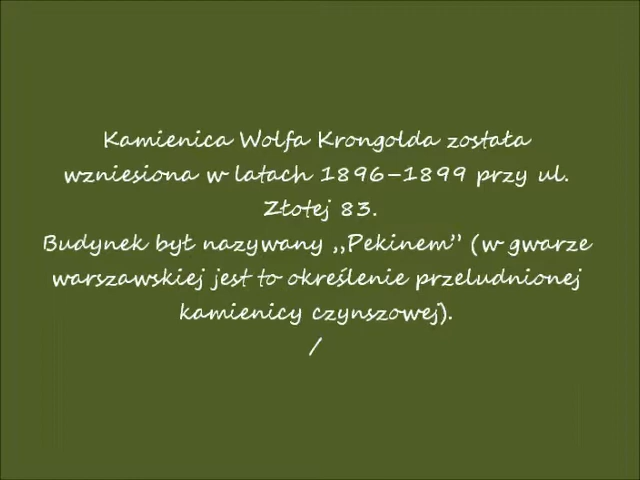 Kamienica Wolfa Krongolda została
wzniesiona w latach 1896-1899 przy ul.
Złotej 83.
Budynek był nazywany „Pekinem” (w gwarze
warszawskiej jest to określenie przeludnionej
kamienicy czynszowej).
/